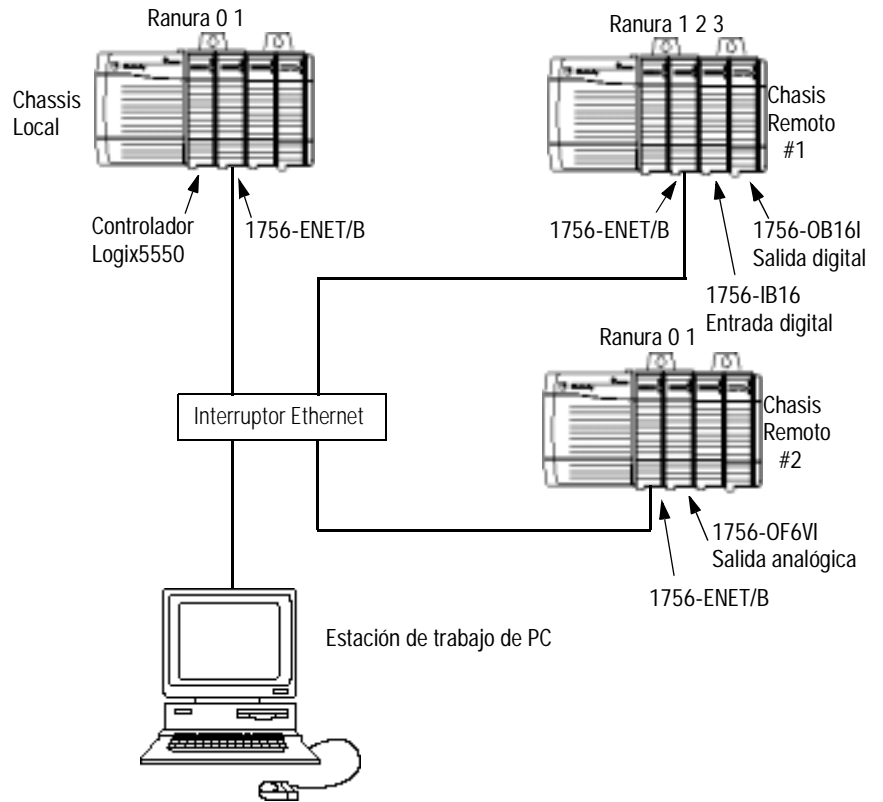 Ranura 0 1
Ranura 1 2 3
Chassis
Local
Chasis
Remoto
#1
Controlador
Logix5550
1756-ENET/B
1756-ENET/B
1756-OB16I
Salida digital
1756-IB16
Entrada digital
Ranura 0 1
Interruptor Ethernet
Chasis
Remoto
#2
1756-OF6VI
Salida analógica
1756-ENET/B
Estación de trabajo de PC